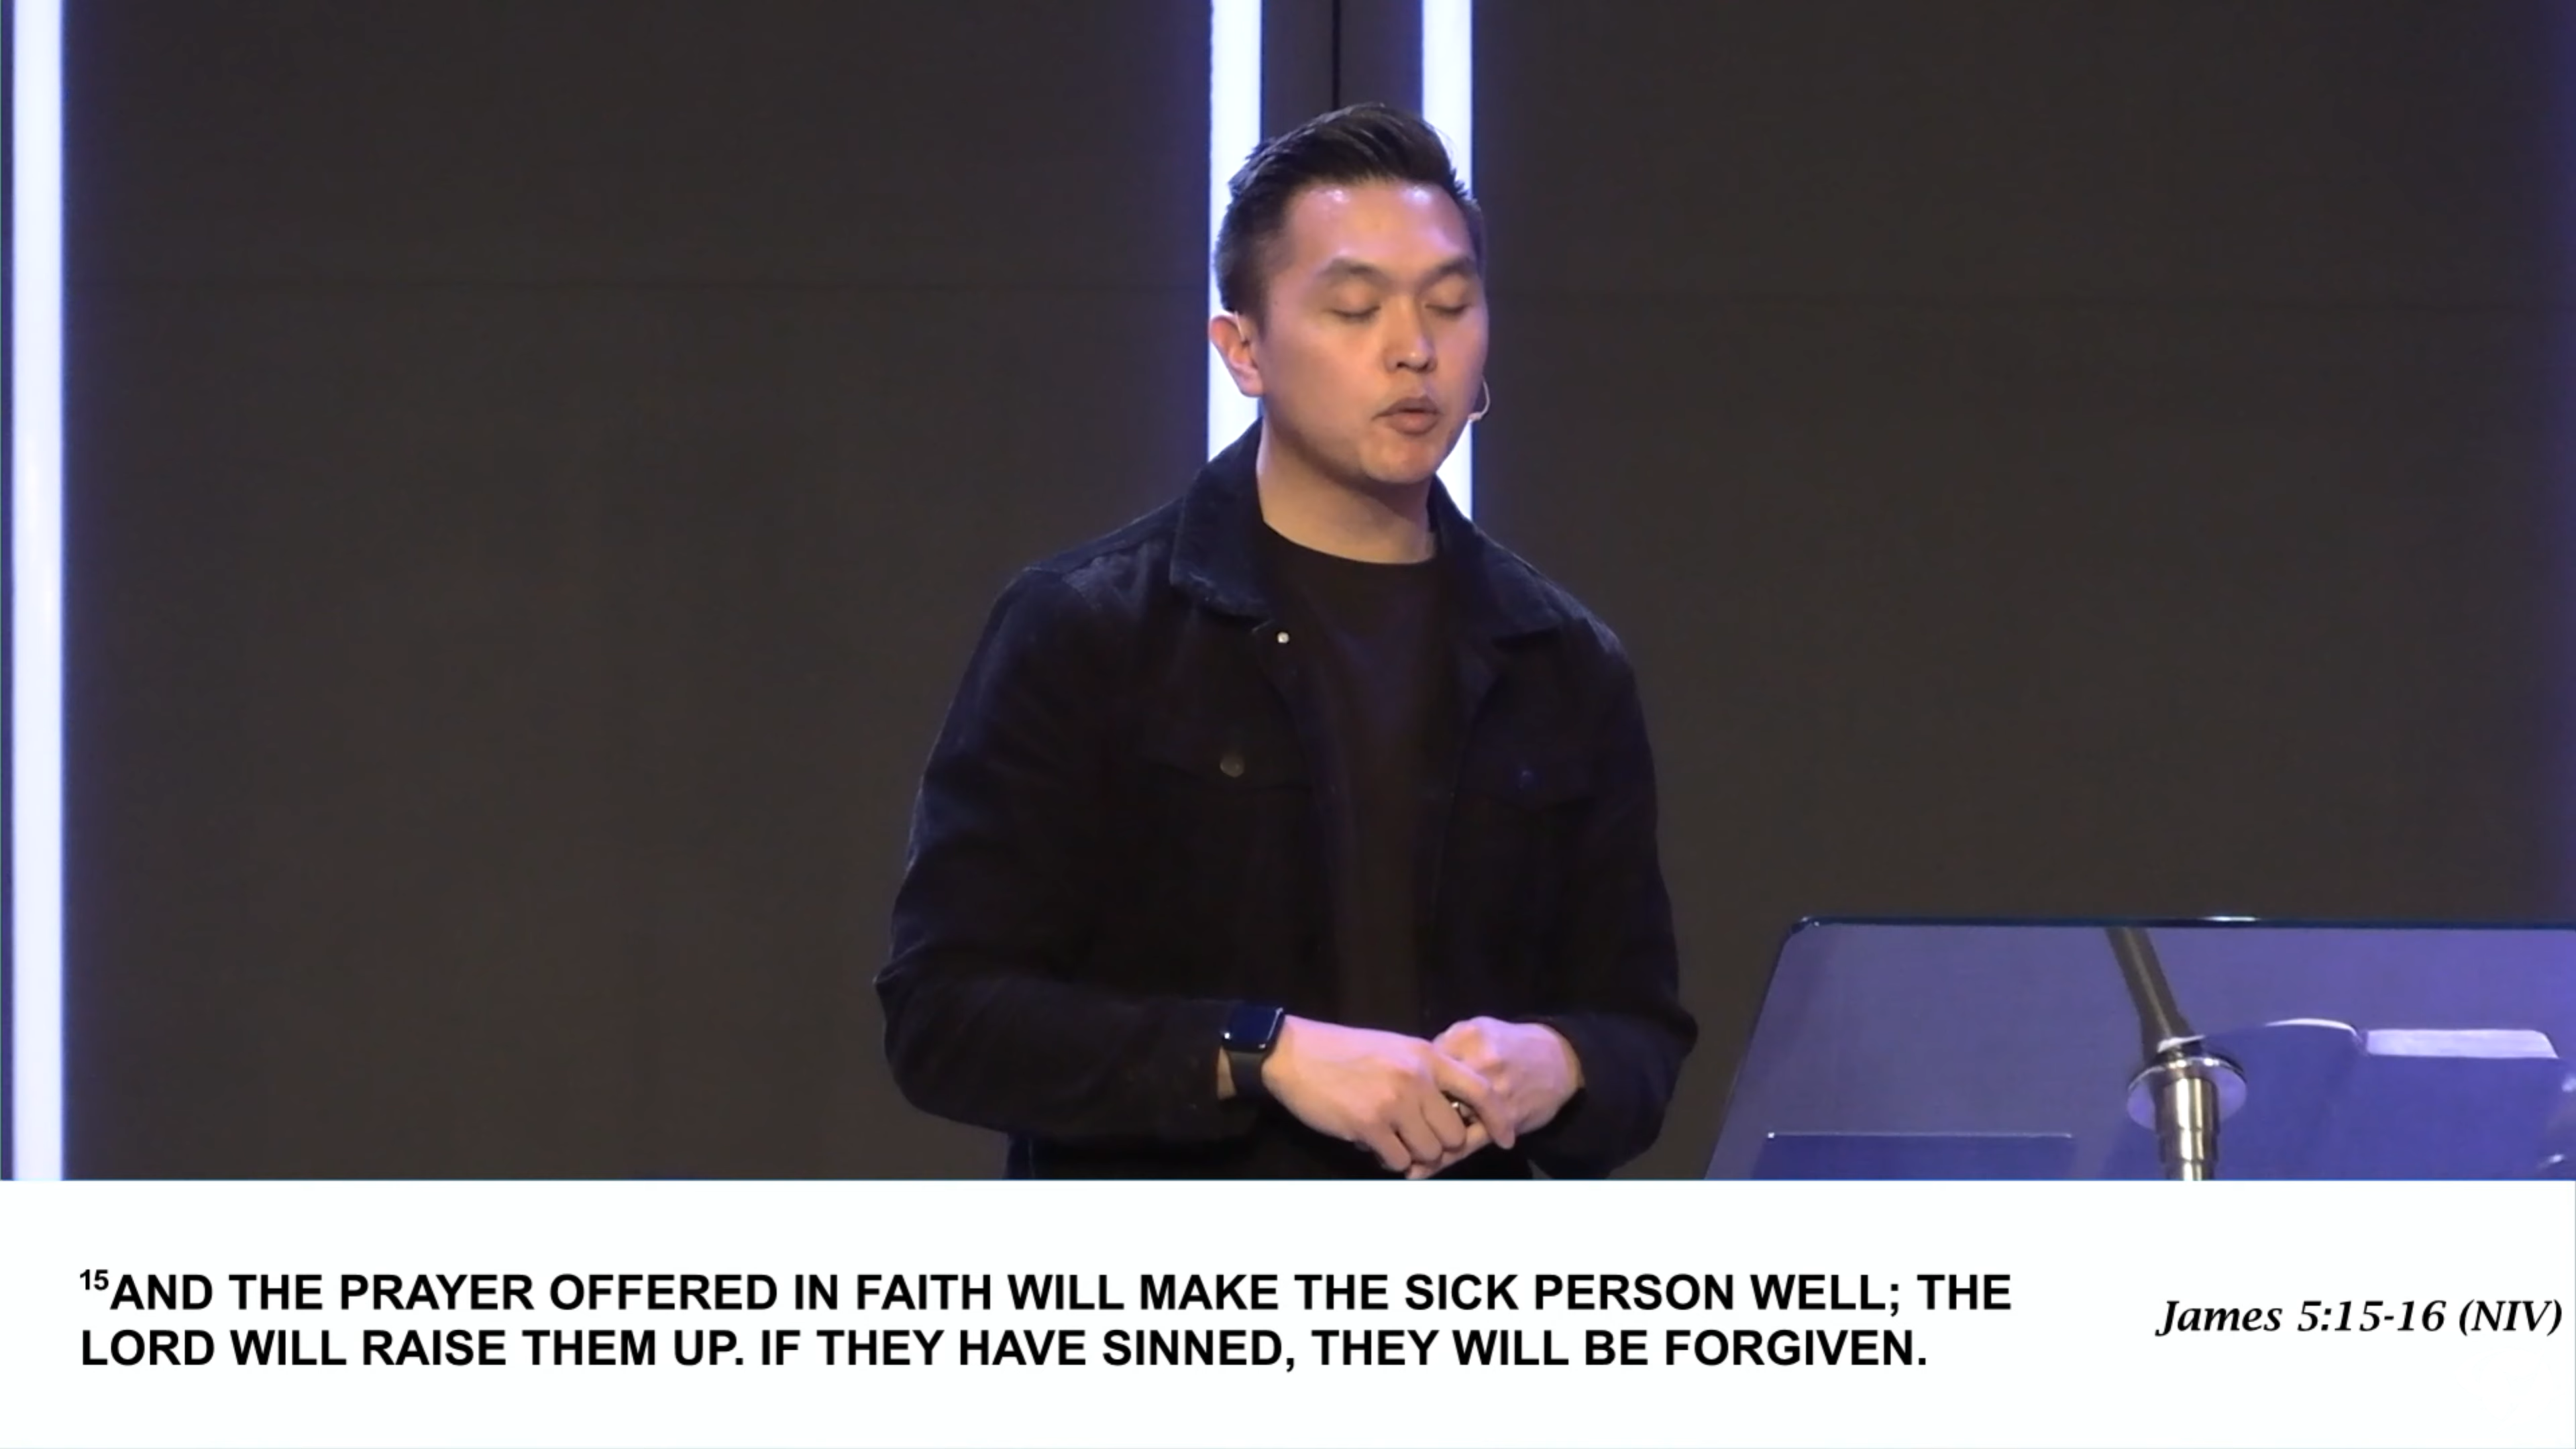 ¹⁵AND THE PRAYER OFFERED IN FAITH WILL MAKE THE SICK PERSON WELL; THE
LORD WILL RAISE THEM UP. IF THEY HAVE SINNED, THEY WILL BE FORGIVEN.
James 5:15-16 (NIV)